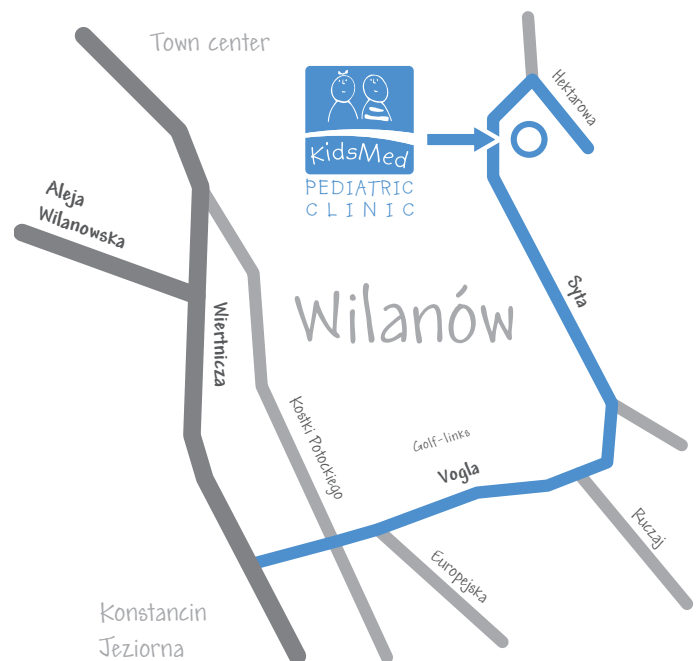 Town center
Hektarowa
KidsMed
PEDIATRIC
CLINIC
Aleja
Wilanowska
Syta
Wilanów
Wiertnicza
Kostki Potockiego
Golf-links
Vogla
Ruczaj
Europejska
Konstancin
Jeziorna